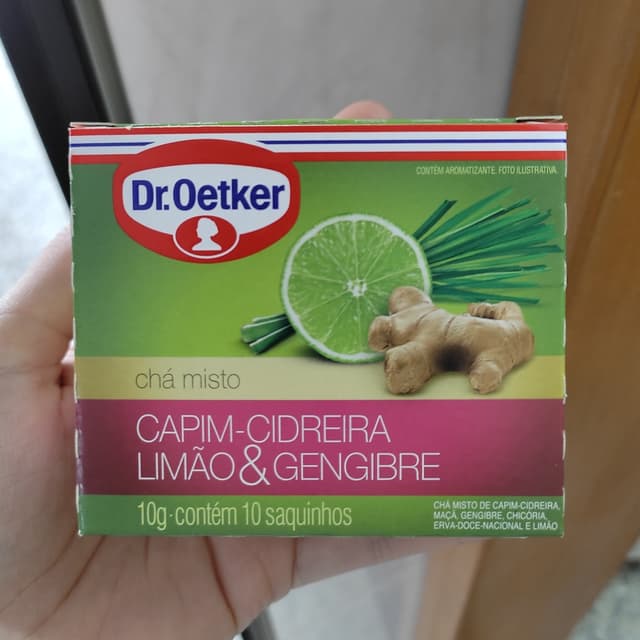 CONTÉM AROMATIZANTE. FOTO ILUSTRATIVA.
Dr.Oetker
chá misto
CAPIM-CIDREIRA
LIMÃO & GENGIBRE
10g-contém 10 saquinhos
CHÁ MISTO DE CAPIM-CIDREIRA,
MAÇÃ, GENGIBRE, CHICÓRIA,
ERVA-DOCE-NACIONAL E LIMÃO